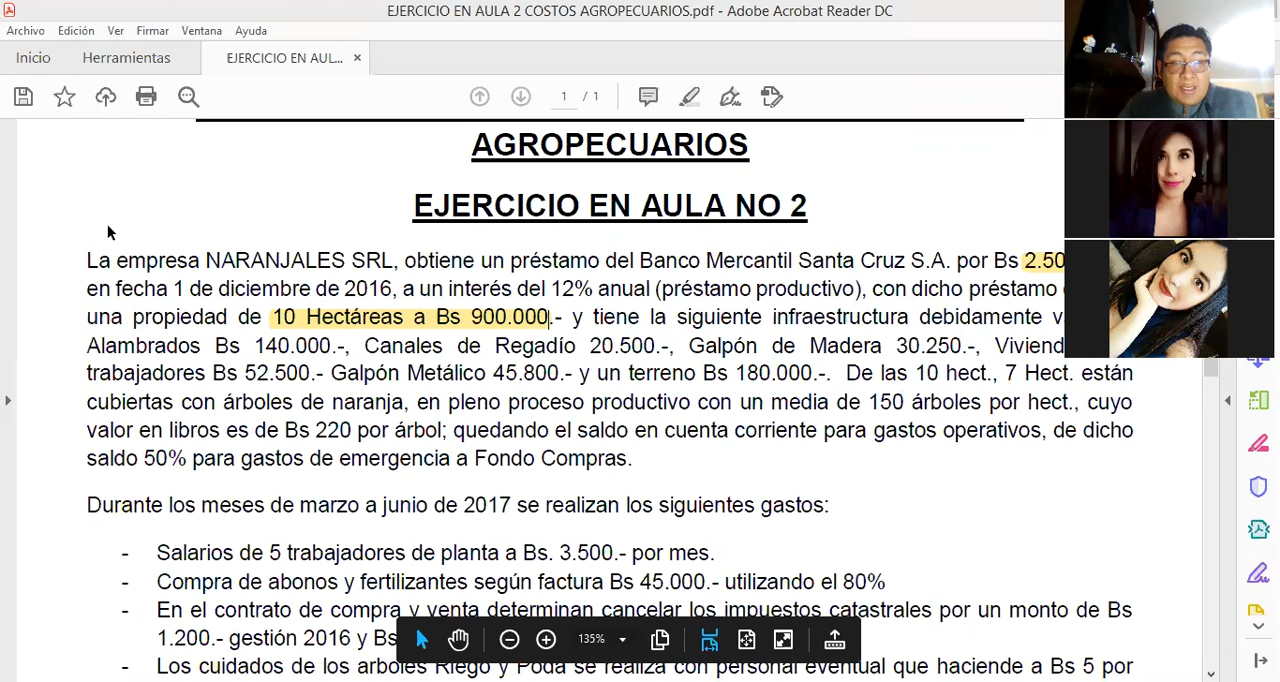 EJERCICIO EN AULA 2 COSTOS AGROPECUARIOS.pdf - Adobe Acrobat Reader DC
Archivo Edición Ver Firmar Ventana Ayuda
Inicio Herramientas EJERCICIO EN AUL... ×
1 / 1
AGROPECUARIOS
EJERCICIO EN AULA NO 2
La empresa NARANJALES SRL, obtiene un préstamo del Banco Mercantil Santa Cruz S.A. por Bs 2.50
en fecha 1 de diciembre de 2016, a un interés del 12% anual (préstamo productivo), con dicho préstamo
una propiedad de 10 Hectáreas a Bs 900.000.- y tiene la siguiente infraestructura debidamente
Alambrados Bs 140.000.-, Canales de Regadío 20.500.-, Galpón de Madera 30.250.-,
trabajadores Bs 52.500.- Galpón Metálico 45.800.- y un terreno Bs 180.000.-. De las 10 hect., 7 Hect. están
cubiertas con árboles de naranja, en pleno proceso productivo con un media de 150 árboles por hect., cuyo
valor en libros es de Bs 220 por árbol; quedando el saldo en cuenta corriente para gastos operativos, de dicho
saldo 50% para gastos de emergencia a Fondo Compras.
Durante los meses de marzo a junio de 2017 se realizan los siguientes gastos:
- Salarios de 5 trabajadores de planta a Bs. 3.500.- por mes.
- Compra de abonos y fertilizantes según factura Bs 45.000.- utilizando el 80%
- En el contrato de compra y venta determinan cancelar los impuestos catastrales por un monto de Bs
1.200.- gestión 2016 y Bs
135%
- Los cuidados de los arboles Riego y Poda se realiza con personal eventual que haciende a Bs 5 por